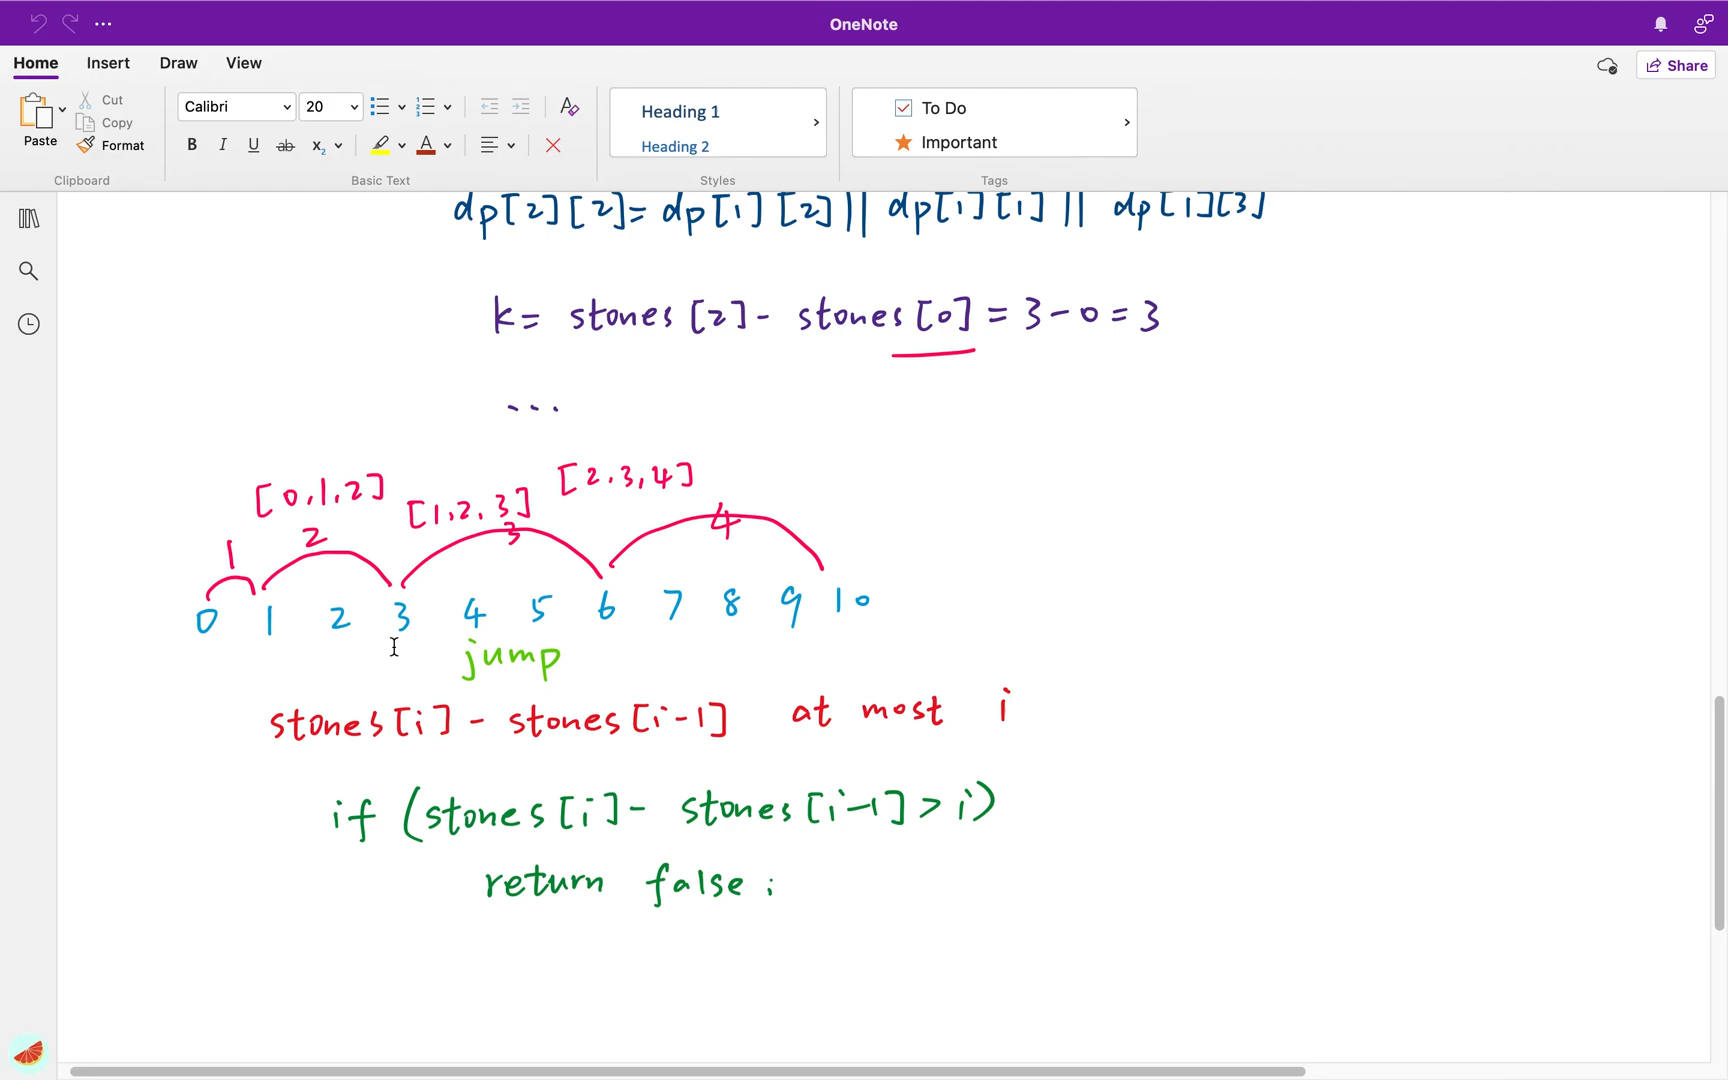 OneNote
Home Insert Draw View
Share
Paste
Cut
Copy
Format
Calibri 20
B I U ab x₂ A
Heading 1
Heading 2
To Do
Important
Clipboard Basic Text Styles Tags
dp[2][2]= dp[1][2] || dp[1][1] || dp[1][3]
k= stones [2] - stones [0] = 3-0=3
...
[0,1,2] [1,2,3] [2,3,4]
1 2 3 4
0 1 2 3 4 5 6 7 8 9 10
jump
stones[i] - stones[i-1] at most i
if (stones[i] - stones[i-1] > i)
return false ;